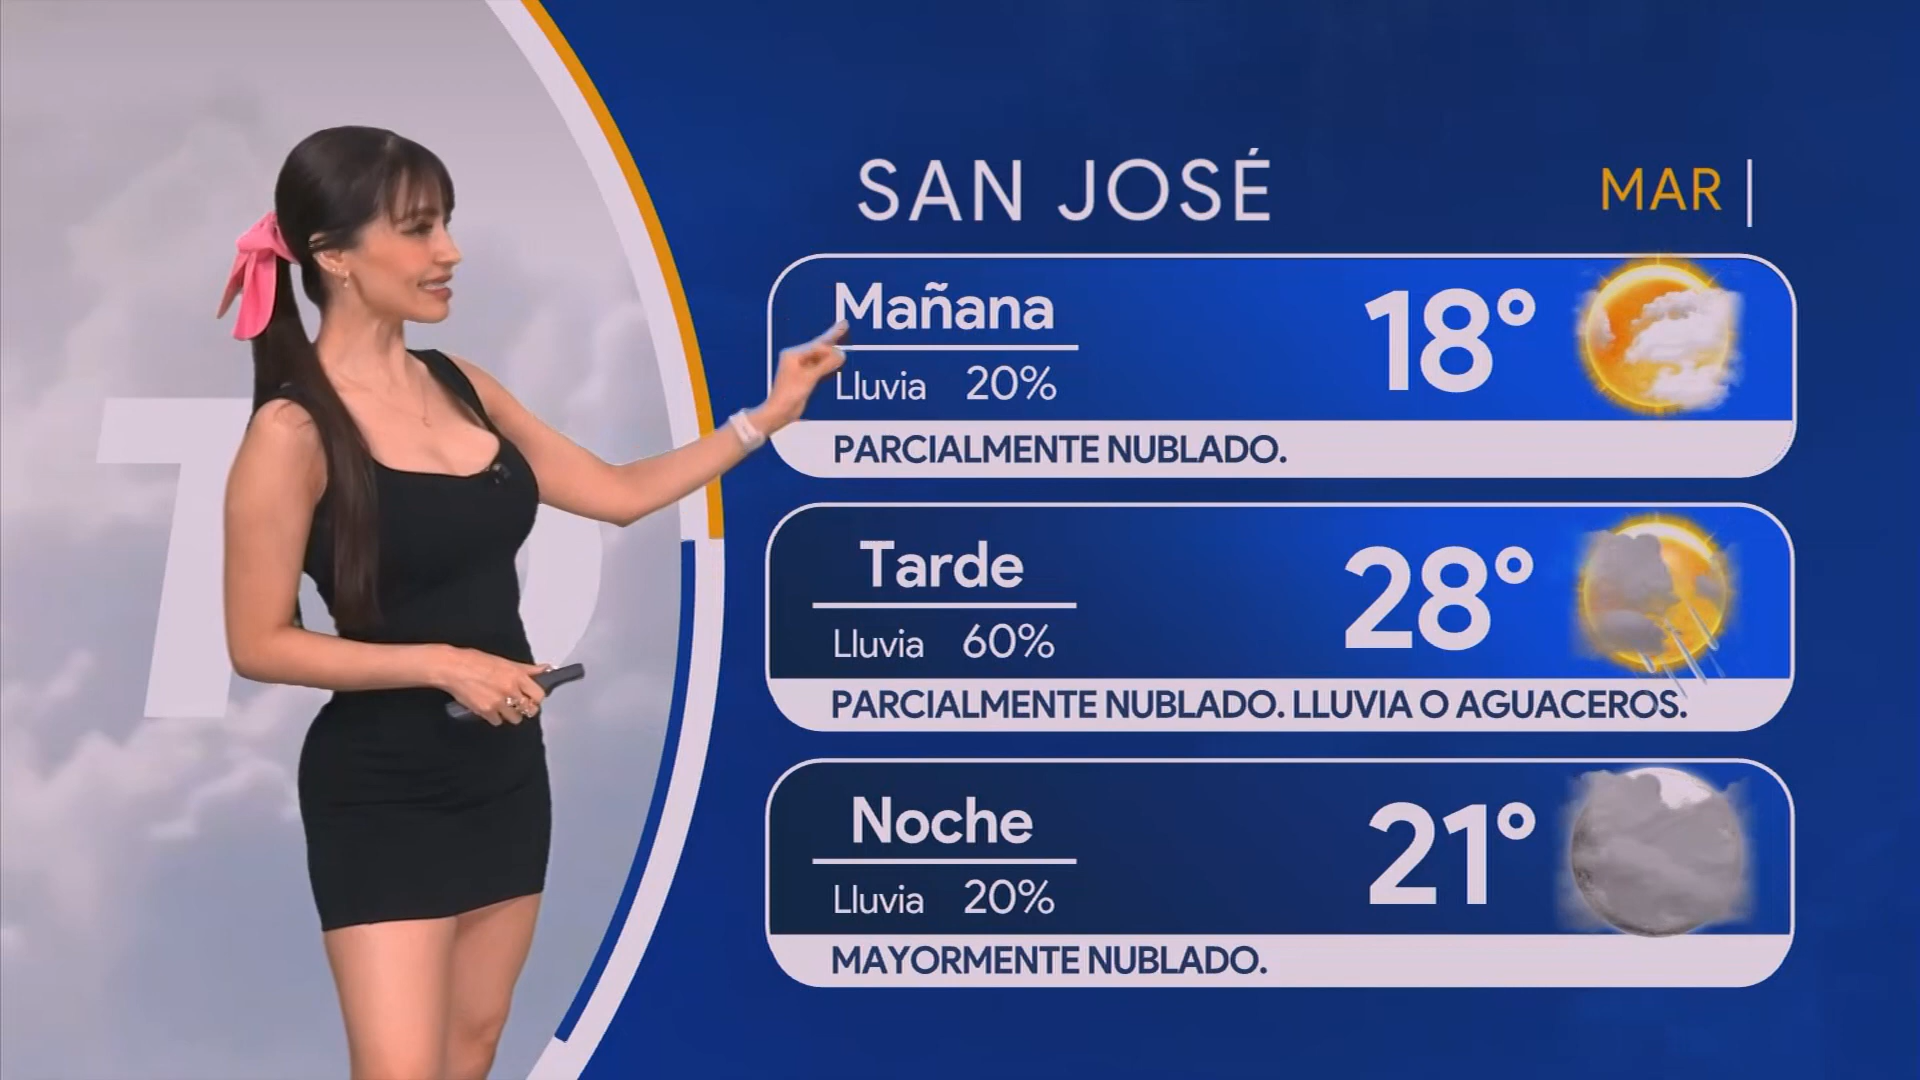 SAN JOSÉ
MAR |
Mañana
18°
Lluvia 20%
PARCIALMENTE NUBLADO.
Tarde
28°
Lluvia 60%
PARCIALMENTE NUBLADO. LLUVIA O AGUACEROS.
Noche
21°
Lluvia 20%
MAYORMENTE NUBLADO.